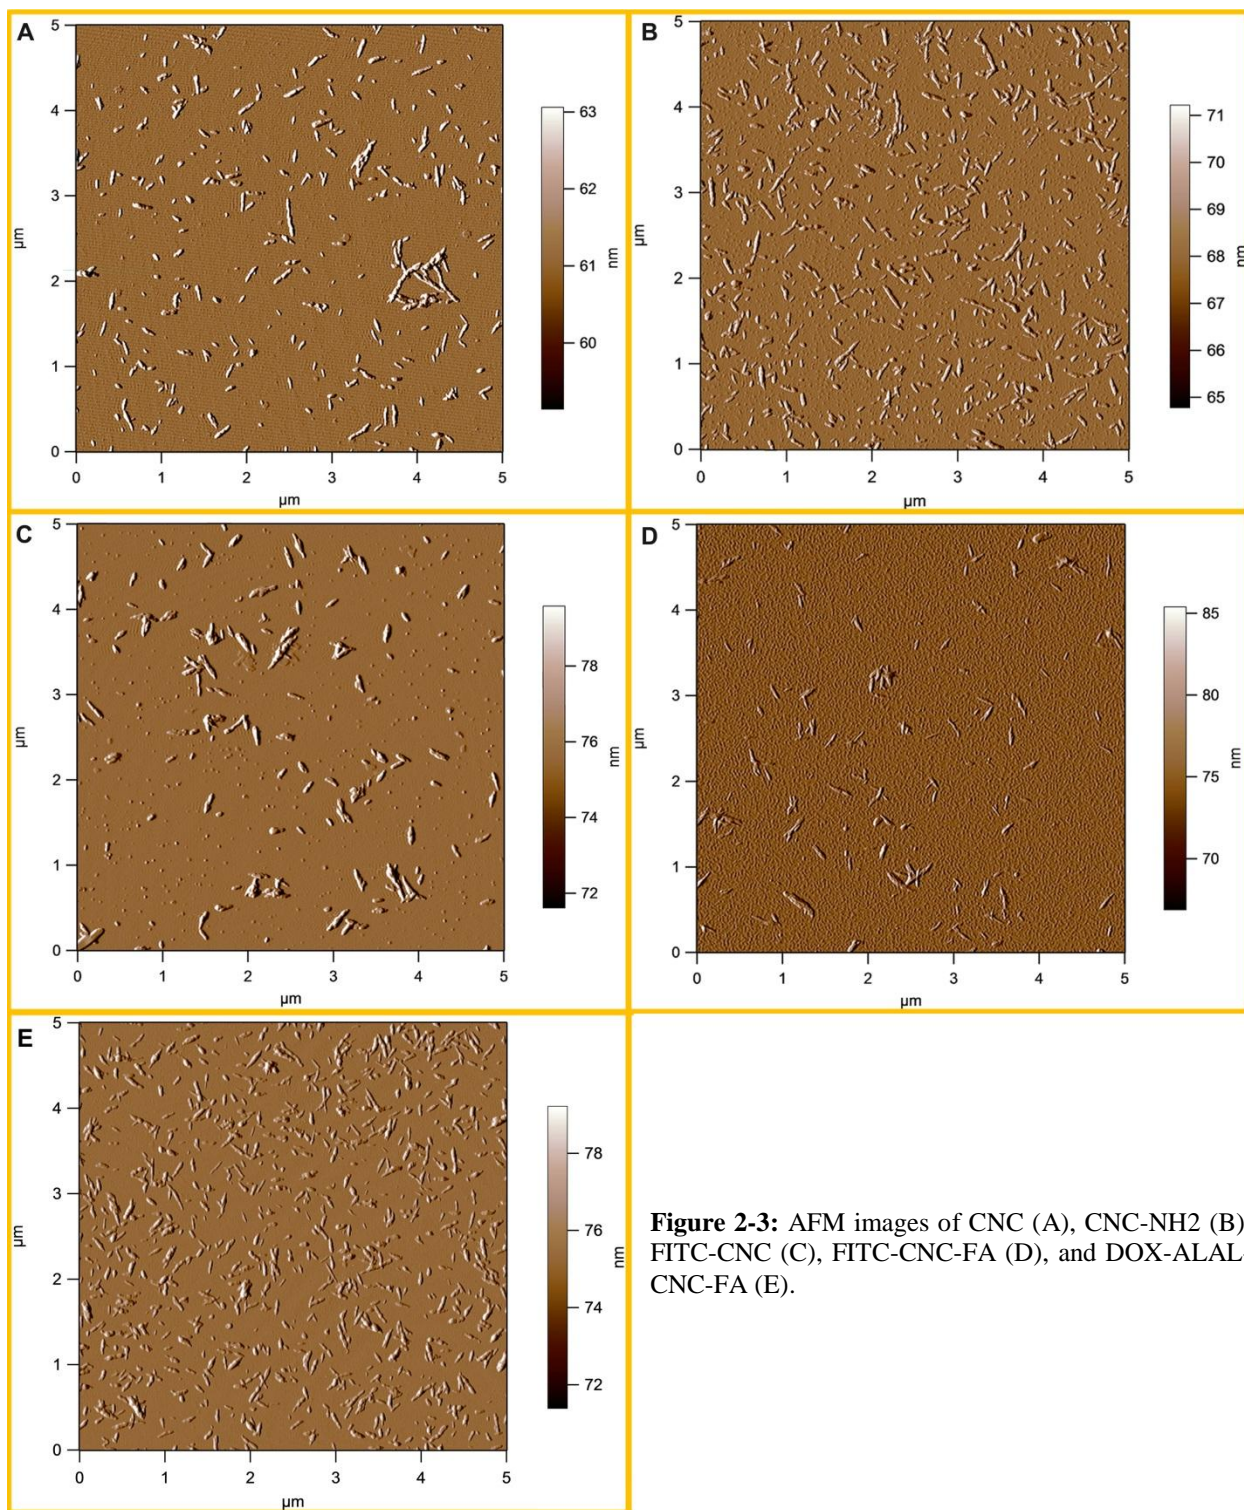 A
5
4
3
2
1
0
µm
0 1 2 3 4 5
µm
63
62
61
60
nm
B
5
4
3
2
1
0
µm
0 1 2 3 4 5
µm
71
70
69
68
67
66
65
nm
C
5
4
3
2
1
0
µm
0 1 2 3 4 5
µm
78
76
74
72
nm
D
5
4
3
2
1
0
µm
0 1 2 3 4 5
µm
85
80
75
70
nm
E
5
4
3
2
1
0
µm
0 1 2 3 4 5
µm
78
76
74
72
nm
Figure 2-3: AFM images of CNC (A), CNC-NH2 (B)
FITC-CNC (C), FITC-CNC-FA (D), and DOX-ALAL-
CNC-FA (E).